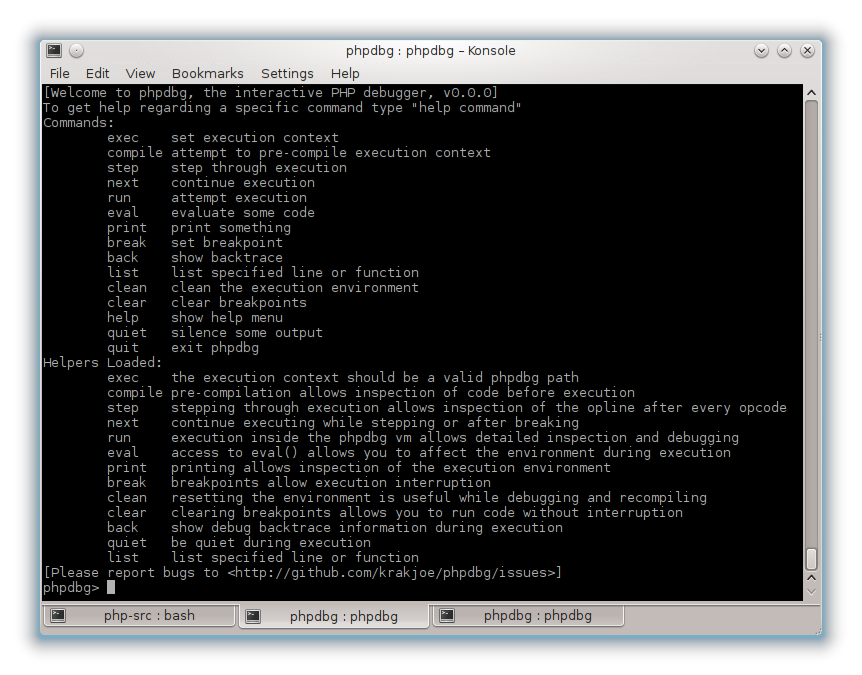 phpdbg : phpdbg – Konsole
File Edit View Bookmarks Settings Help
[Welcome to phpdbg, the interactive PHP debugger, v0.0.0]
To get help regarding a specific command type "help command"
Commands:
exec set execution context
compile attempt to pre-compile execution context
step step through execution
next continue execution
run attempt execution
eval evaluate some code
print print something
break set breakpoint
back show backtrace
list list specified line or function
clean clean the execution environment
clear clear breakpoints
help show help menu
quiet silence some output
quit exit phpdbg
Helpers Loaded:
exec the execution context should be a valid phpdbg path
compile pre-compilation allows inspection of code before execution
step stepping through execution allows inspection of the opline after every opcode
next continue executing while stepping or after breaking
run execution inside the phpdbg vm allows detailed inspection and debugging
eval access to eval() allows you to affect the environment during execution
print printing allows inspection of the execution environment
break breakpoints allow execution interruption
clean resetting the environment is useful while debugging and recompiling
clear clearing breakpoints allows you to run code without interruption
back show debug backtrace information during execution
quiet be quiet during execution
list list specified line or function
[Please report bugs to <http://github.com/krakjoe/phpdbg/issues>]
phpdbg>
php-src : bash phpdbg : phpdbg phpdbg : phpdbg